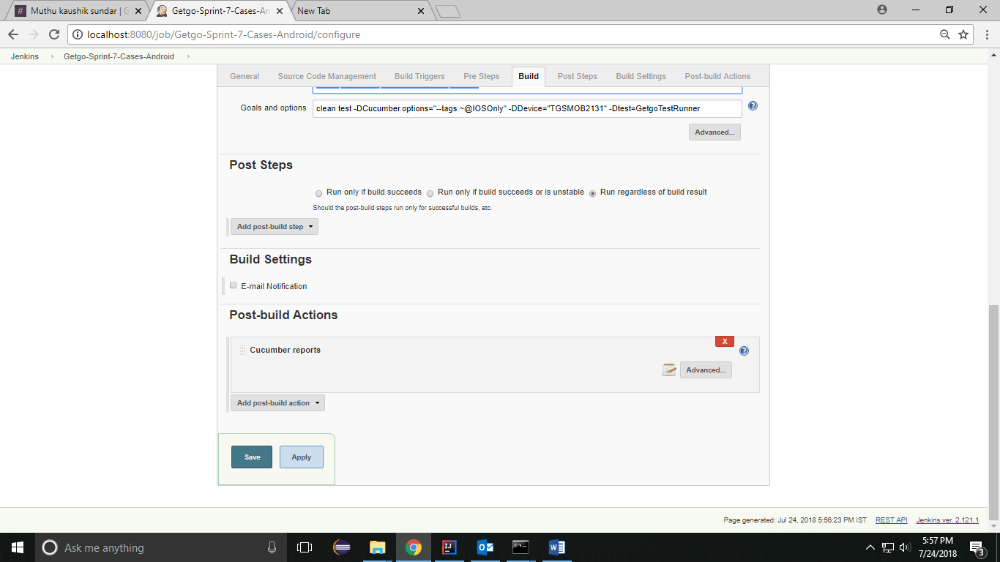 Muthu kaushik sundar | G
Getgo-Sprint-7-Cases-An
New Tab
localhost:8080/job/Getgo-Sprint-7-Cases-Android/configure
Jenkins Getgo-Sprint-7-Cases-Android
General Source Code Management Build Triggers Pre Steps Build Post Steps Build Settings Post-build Actions
Goals and options clean test -DCucumber.options="--tags ~@IOSOnly" -DDevice="TGSMOB2131" -Dtest=GetgoTestRunner
Advanced...
Post Steps
Run only if build succeeds Run only if build succeeds or is unstable Run regardless of build result
Should the post-build steps run only for successful builds, etc.
Add post-build step
Build Settings
E-mail Notification
Post-build Actions
X
Cucumber reports
Advanced...
Add post-build action
Save Apply
Page generated: Jul 24, 2018 5:56:23 PM IST REST API Jenkins ver. 2.121.1
Ask me anything
5:57 PM
7/24/2018
3